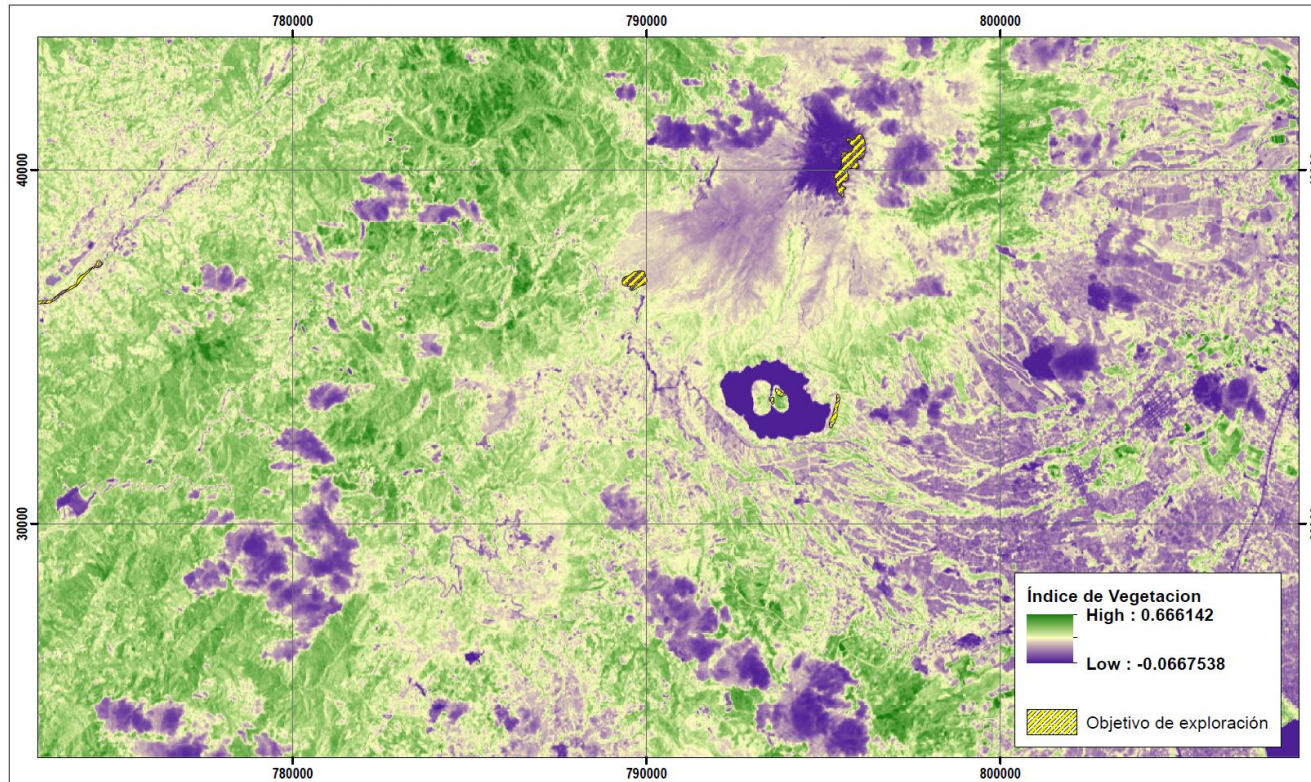 780000 790000 800000
40000
30000
Índice de Vegetacion
High : 0.666142
Low : -0.0667538
Objetivo de exploración
780000 790000 800000